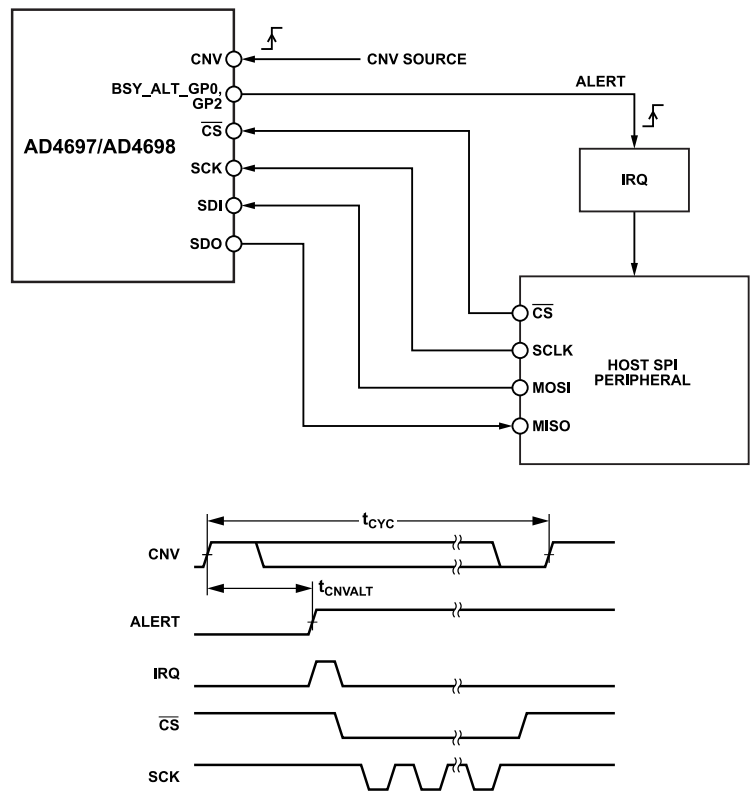 CNV
CNV SOURCE
BSY_ALT_GP0,
GP2
ALERT
CS
AD4697/AD4698
SCK
IRQ
SDI
SDO
CS
SCLK
HOST SPI
PERIPHERAL
MOSI
MISO
tCYC
CNV
tCNVALT
ALERT
IRQ
CS
SCK